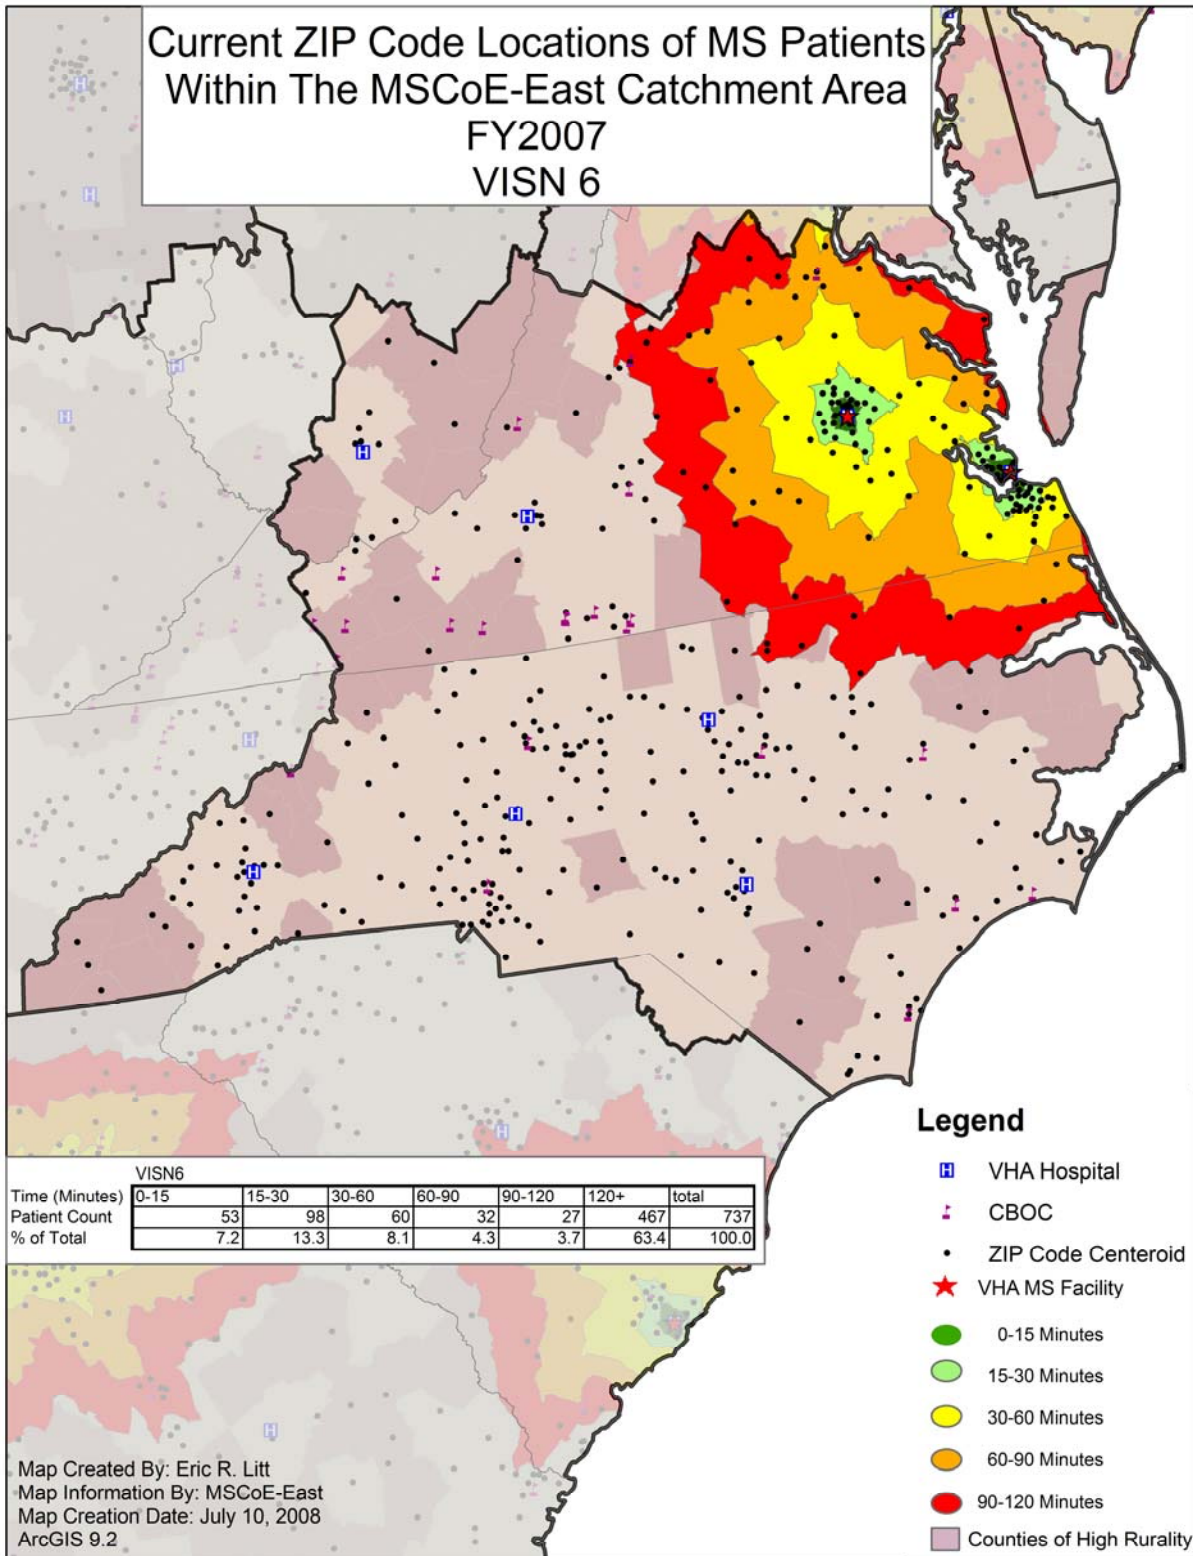 Current ZIP Code Locations of MS Patients
Within The MSCoE-East Catchment Area
FY2007
VISN 6
VISN6
Time (Minutes) 0-15 15-30 30-60 60-90 90-120 120+ total
Patient Count 53 98 60 32 27 467 737
% of Total 7.2 13.3 8.1 4.3 3.7 63.4 100.0
Legend
H VHA Hospital
CBOC
ZIP Code Centeroid
VHA MS Facility
0-15 Minutes
15-30 Minutes
30-60 Minutes
60-90 Minutes
90-120 Minutes
Counties of High Rurality
Map Created By: Eric R. Litt
Map Information By: MSCoE-East
Map Creation Date: July 10, 2008
ArcGIS 9.2